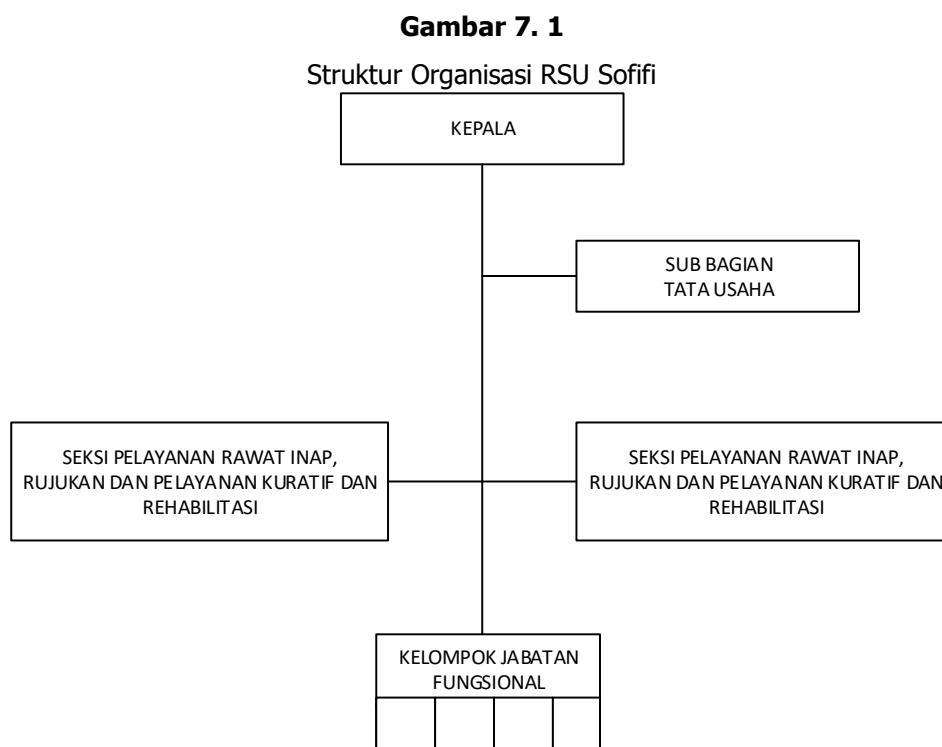 Gambar 7. 1
Struktur Organisasi RSU Sofifi
KEPALA
SUB BAGIAN
TATA USAHA
SEKSI PELAYANAN RAWAT INAP,
RUJUKAN DAN PELAYANAN KURATIF DAN
REHABILITASI
SEKSI PELAYANAN RAWAT INAP,
RUJUKAN DAN PELAYANAN KURATIF DAN
REHABILITASI
KELOMPOK JABATAN
FUNGSIONAL